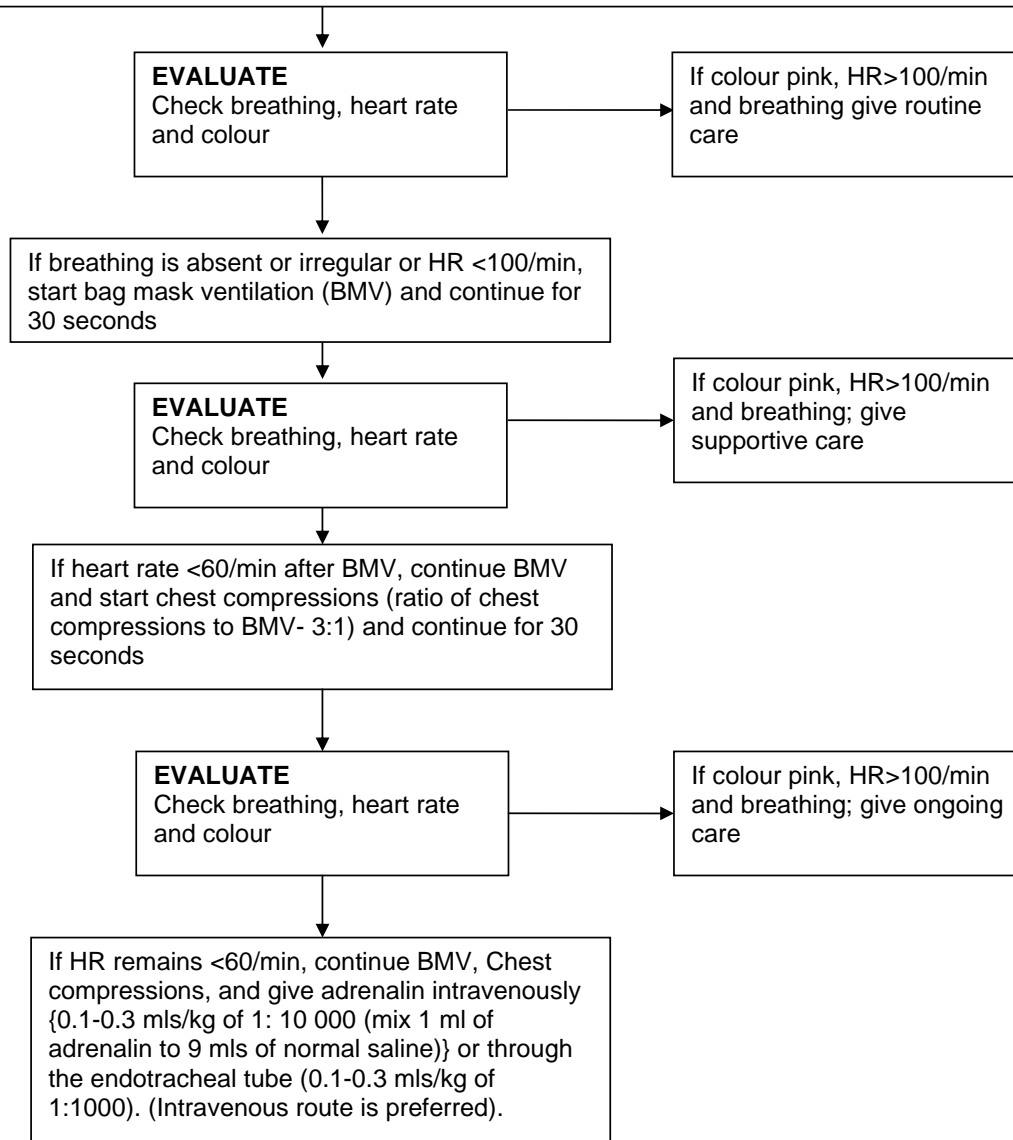 EVALUATE
Check breathing, heart rate
and colour
If colour pink, HR>100/min
and breathing give routine
care
If breathing is absent or irregular or HR <100/min,
start bag mask ventilation (BMV) and continue for
30 seconds
EVALUATE
Check breathing, heart rate
and colour
If colour pink, HR>100/min
and breathing; give
supportive care
If heart rate <60/min after BMV, continue BMV
and start chest compressions (ratio of chest
compressions to BMV- 3:1) and continue for 30
seconds
EVALUATE
Check breathing, heart rate
and colour
If colour pink, HR>100/min
and breathing; give ongoing
care
If HR remains <60/min, continue BMV, Chest
compressions, and give adrenalin intravenously
{0.1-0.3 mls/kg of 1: 10 000 (mix 1 ml of
adrenalin to 9 mls of normal saline)} or through
the endotracheal tube (0.1-0.3 mls/kg of
1:1000). (Intravenous route is preferred).